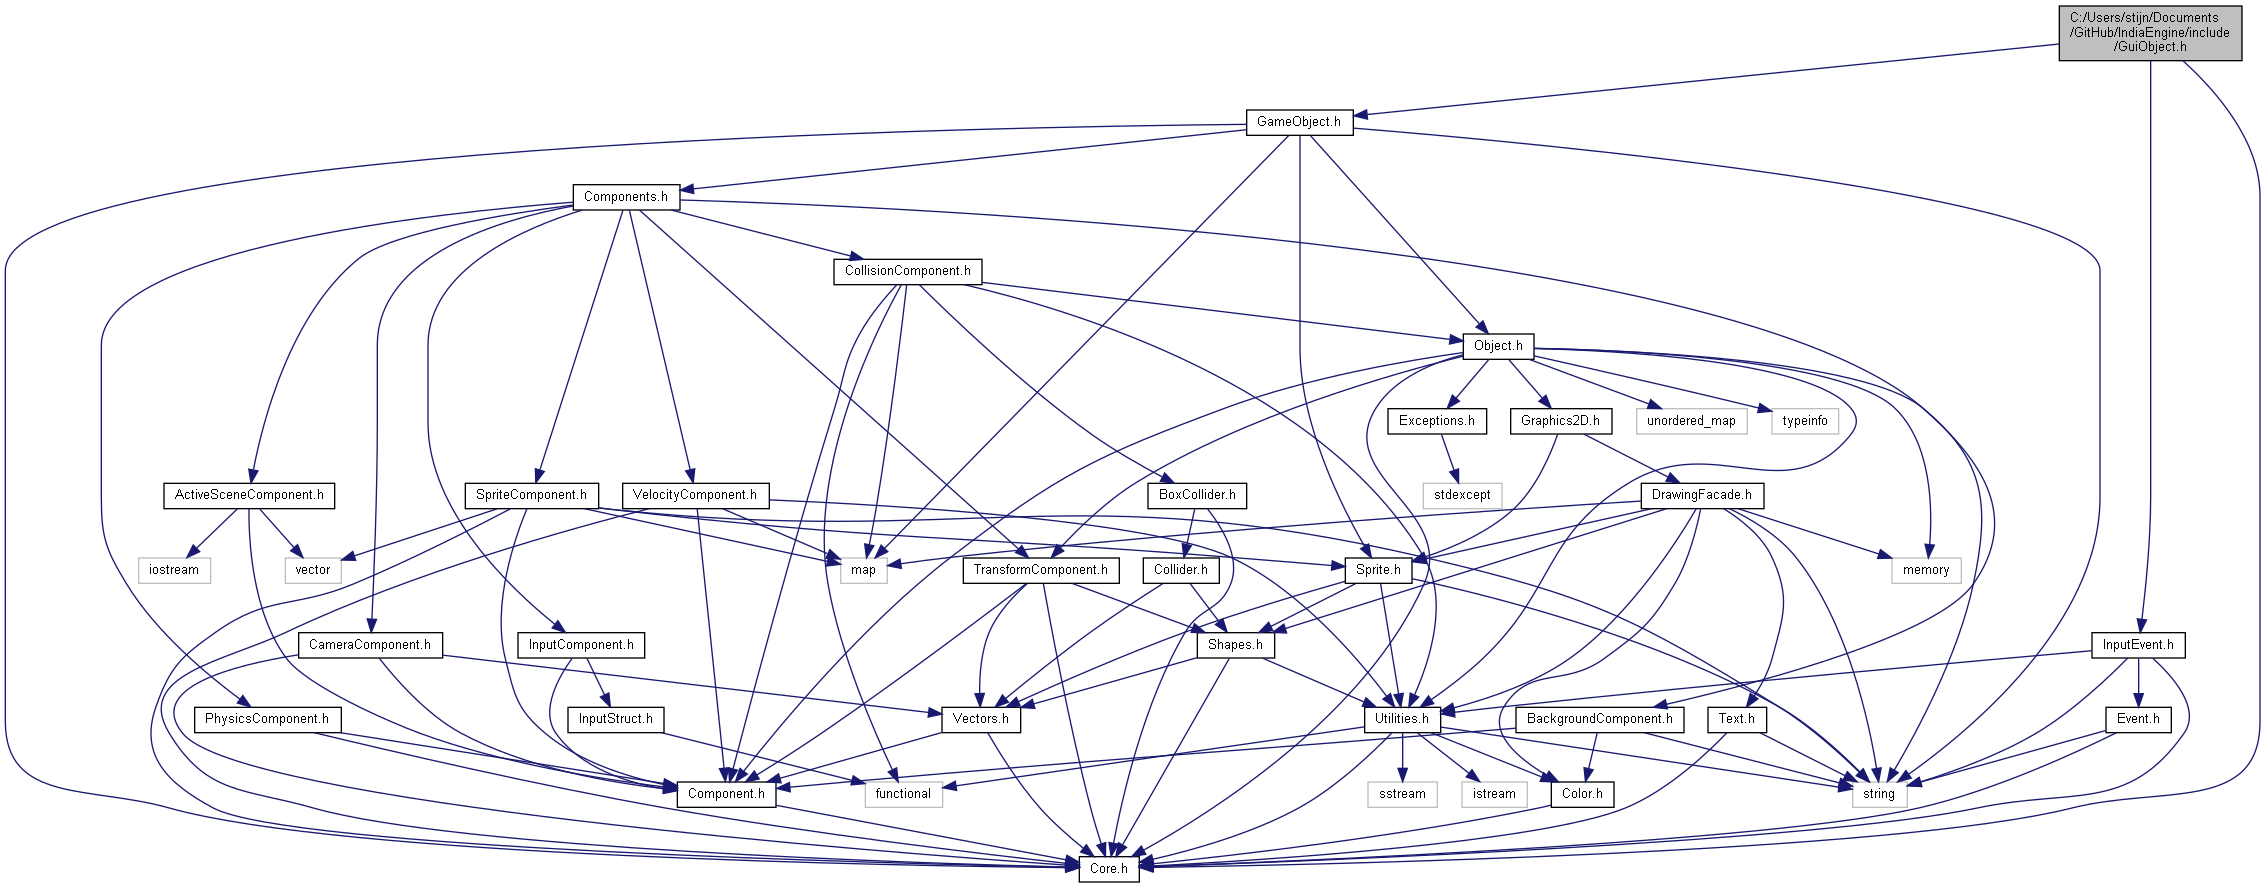 C:/Users/stijn/Documents
/GitHub/IndiaEngine/include
/GuiObject.h
GameObject.h
Components.h
CollisionComponent.h
Object.h
Exceptions.h
Graphics2D.h
unordered_map
typeinfo
ActiveSceneComponent.h
SpriteComponent.h
VelocityComponent.h
BoxCollider.h
stdexcept
DrawingFacade.h
iostream
vector
map
TransformComponent.h
Collider.h
Sprite.h
memory
CameraComponent.h
InputComponent.h
Shapes.h
InputEvent.h
PhysicsComponent.h
InputStruct.h
Vectors.h
Utilities.h
BackgroundComponent.h
Text.h
Event.h
Component.h
functional
sstream
istream
Color.h
string
Core.h